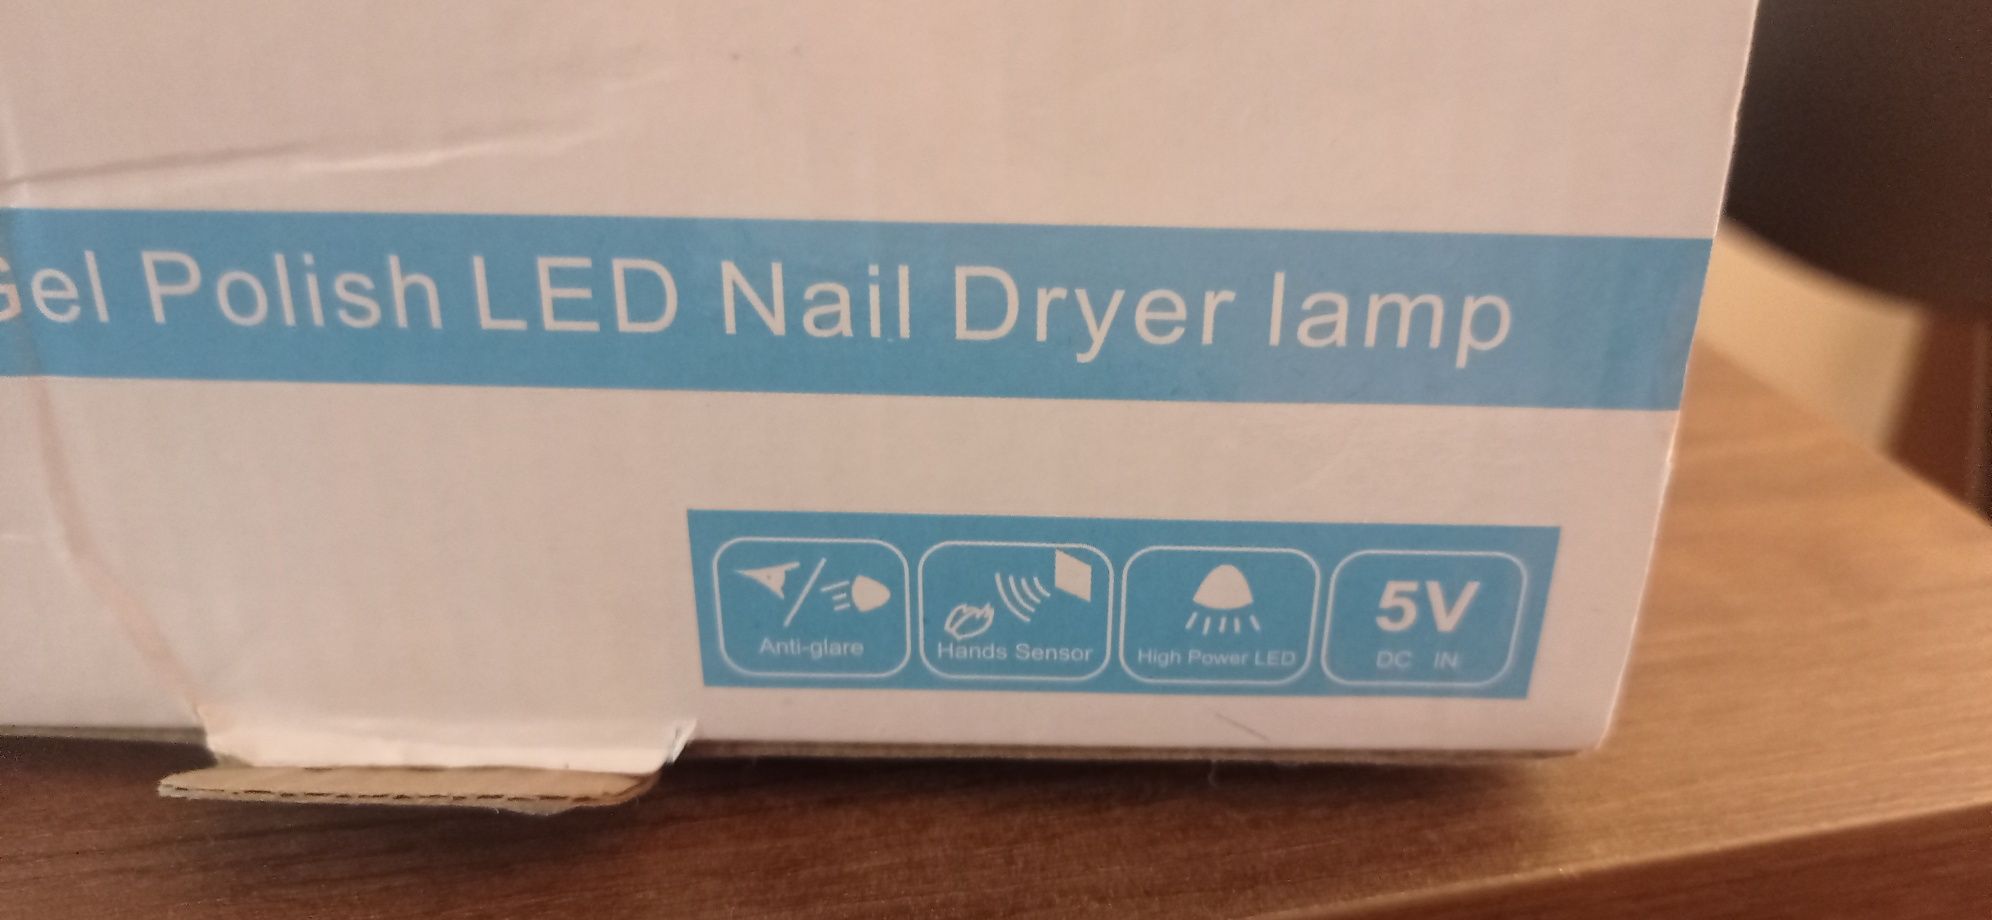 Gel Polish LED Nail Dryer lamp
Anti-glare
Hands Sensor
High Power LED
5V
DC IN